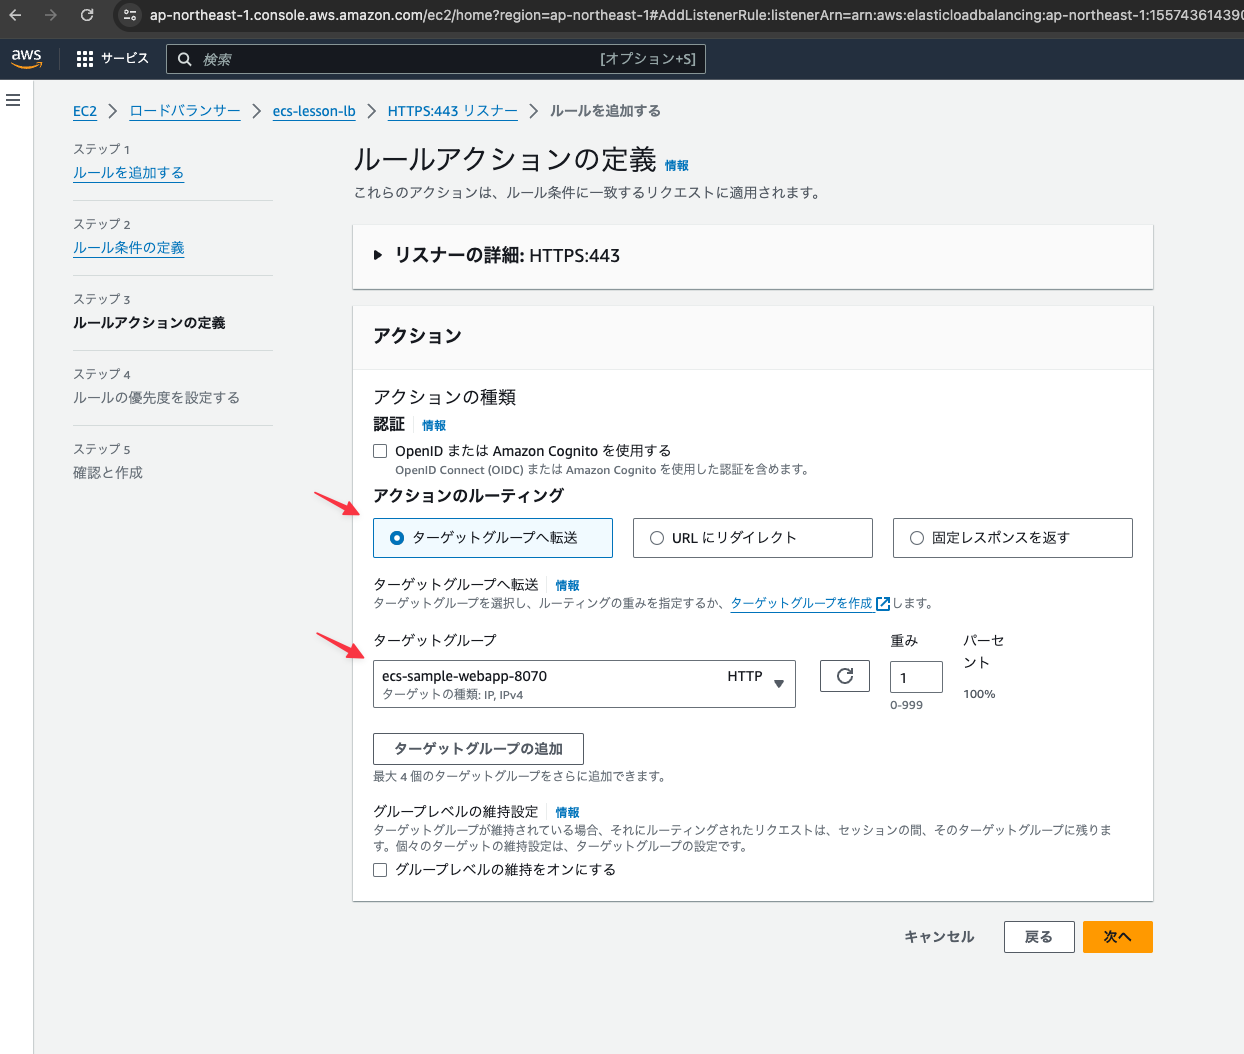 ap-northeast-1.console.aws.amazon.com/ec2/home?region=ap-northeast-1#AddListenerRule:listenerArn=arn:aws:elasticloadbalancing:ap-northeast-1:155743614390
aws
サービス
検索
[オプション+S]
EC2
ロードバランサー
ecs-lesson-lb
HTTPS:443 リスナー
ルールを追加する
ステップ 1
ルールを追加する
ステップ 2
ルール条件の定義
ステップ 3
ルールアクションの定義
ステップ 4
ルールの優先度を設定する
ステップ 5
確認と作成
ルールアクションの定義 情報
これらのアクションは、ルール条件に一致するリクエストに適用されます。
リスナーの詳細: HTTPS:443
アクション
アクションの種類
認証 情報
OpenID または Amazon Cognito を使用する
OpenID Connect (OIDC) または Amazon Cognito を使用した認証を含めます。
アクションのルーティング
ターゲットグループへ転送
URL にリダイレクト
固定レスポンスを返す
ターゲットグループへ転送 情報
ターゲットグループを選択し、ルーティングの重みを指定するか、ターゲットグループを作成します。
ターゲットグループ
ecs-sample-webapp-8070
HTTP
ターゲットの種類: IP, IPv4
重み
1
0-999
パーセ
ント
100%
ターゲットグループの追加
最大 4 個のターゲットグループをさらに追加できます。
グループレベルの維持設定 情報
ターゲットグループが維持されている場合、それにルーティングされたリクエストは、セッションの間、そのターゲットグループに残りま
す。個々のターゲットの維持設定は、ターゲットグループの設定です。
グループレベルの維持をオンにする
キャンセル
戻る
次へ